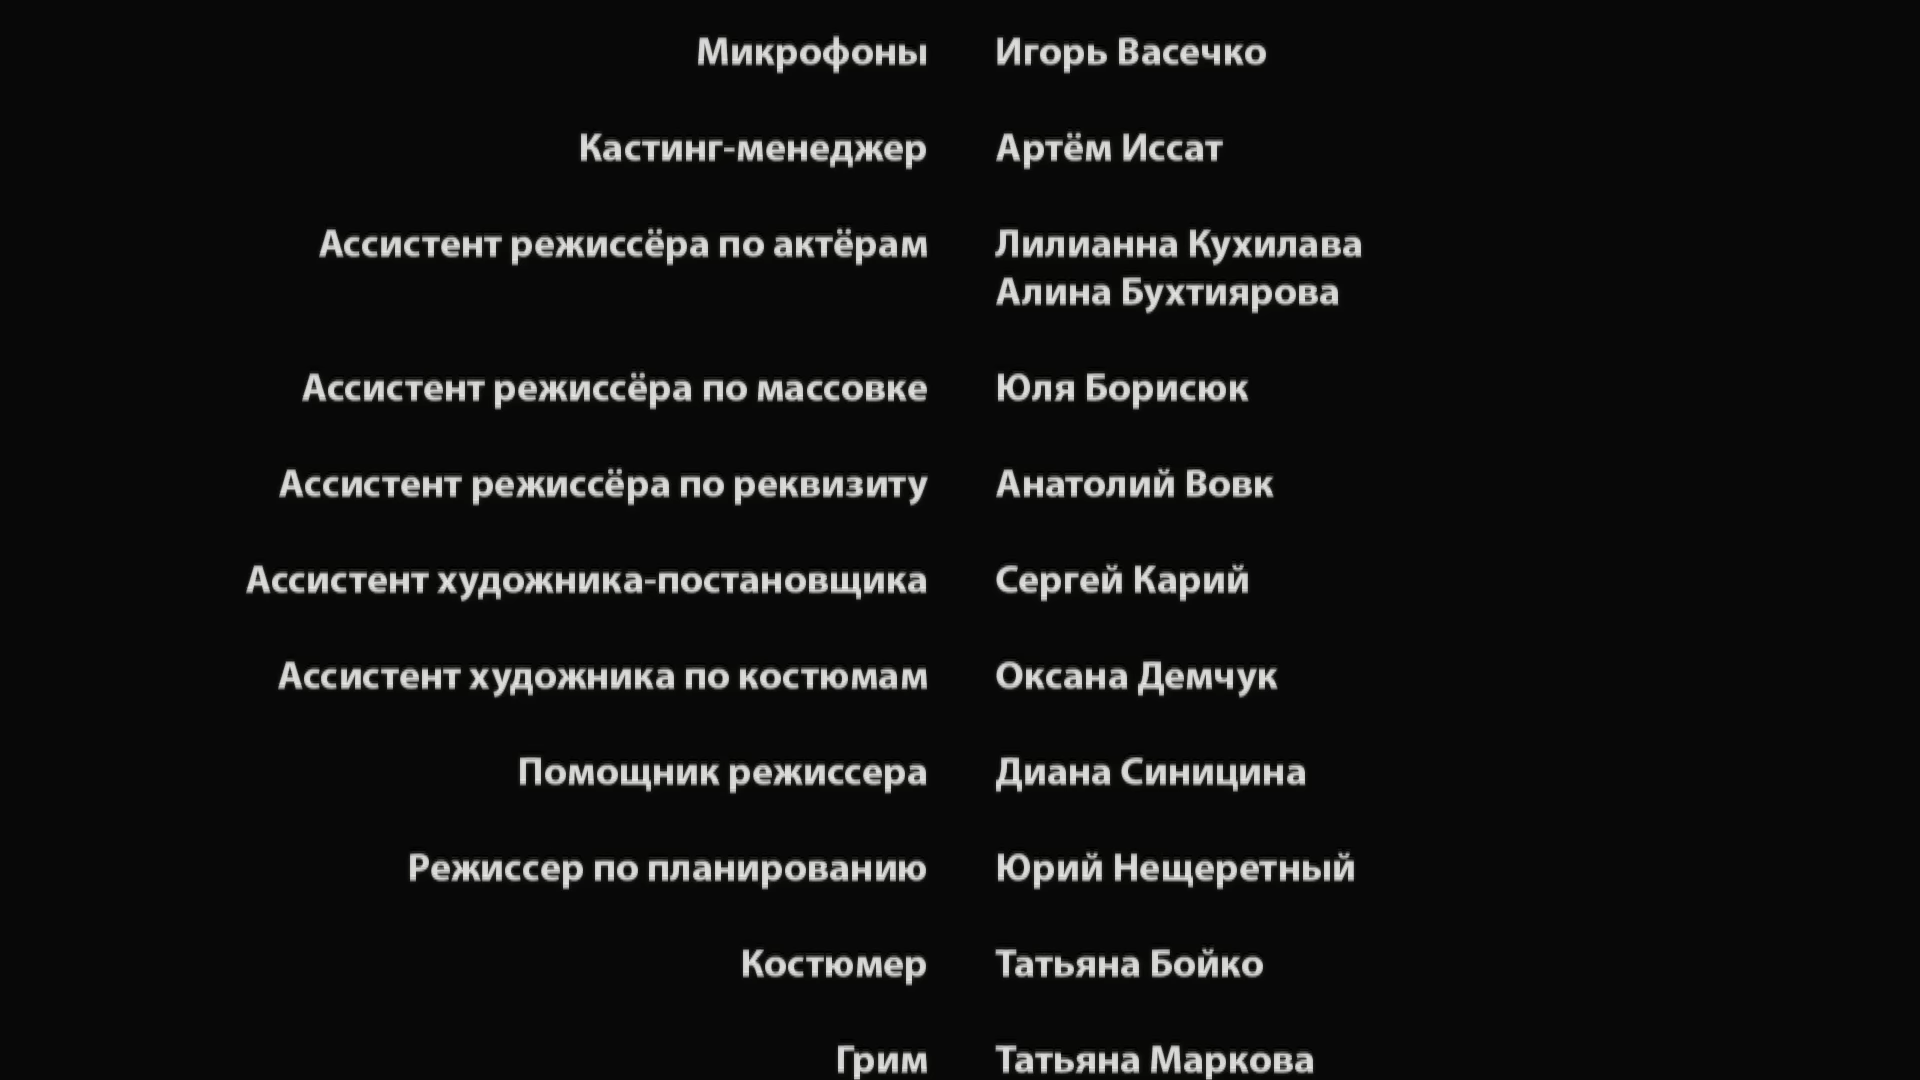 Микрофоны Игорь Васечко
Кастинг-менеджер Артём Иссат
Ассистент режиссёра по актёрам Лилианна Кухилава
Алина Бухтиярова
Ассистент режиссёра по массовке Юля Борисюк
Ассистент режиссёра по реквизиту Анатолий Вовк
Ассистент художника-постановщика Сергей Карий
Ассистент художника по костюмам Оксана Демчук
Помощник режиссера Диана Синицина
Режиссер по планированию Юрий Нещеретный
Костюмер Татьяна Бойко
Грим Татьяна Маркова